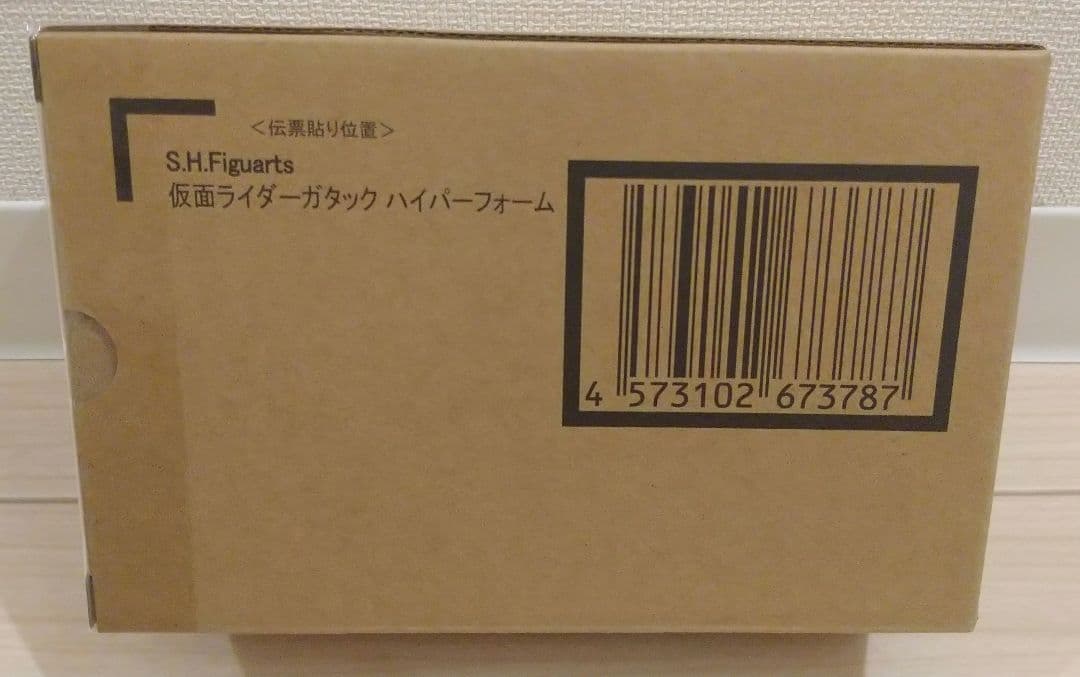 ＜伝票貼り位置＞
S.H.Figuarts
仮面ライダーガタック ハイパーフォーム
4 573102 673787